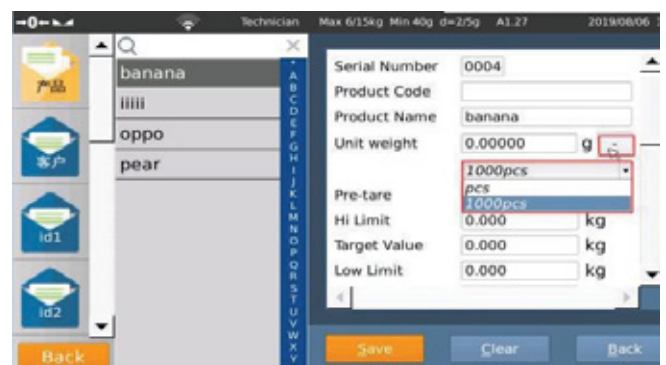 →0← Technician Max 6/15kg Min 40g d=2/5g A1.27 2019/08/06
产品
客户
id1
id2
Back
banana
iiiii
oppo
pear
A
B
C
D
E
F
G
H
I
J
K
L
M
N
O
P
Q
R
S
T
U
V
W
X
Y
Serial Number 0004
Product Code
Product Name banana
Unit weight 0.00000 g -
1000pcs
pcs
1000pcs
Pre-tare
Hi Limit 0.000 kg
Target Value 0.000 kg
Low Limit 0.000 kg
Save Clear Back